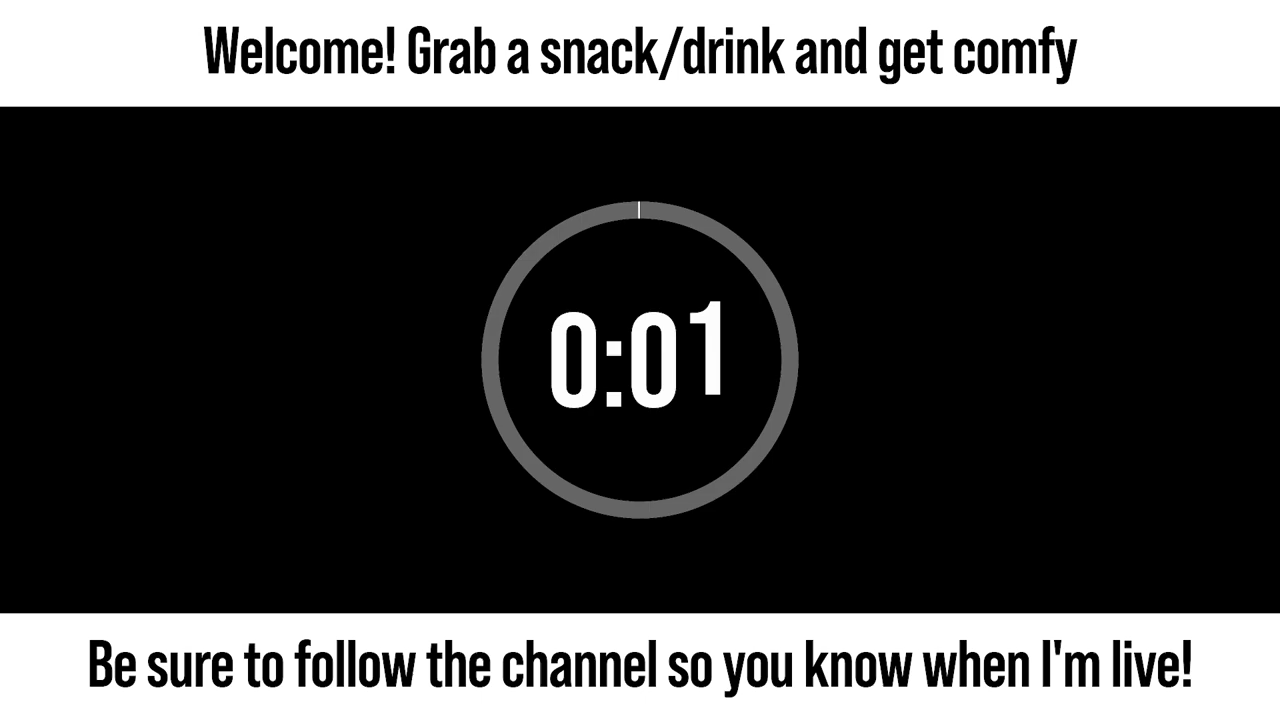 Welcome! Grab a snack/drink and get comfy
0:01
Be sure to follow the channel so you know when I'm live!